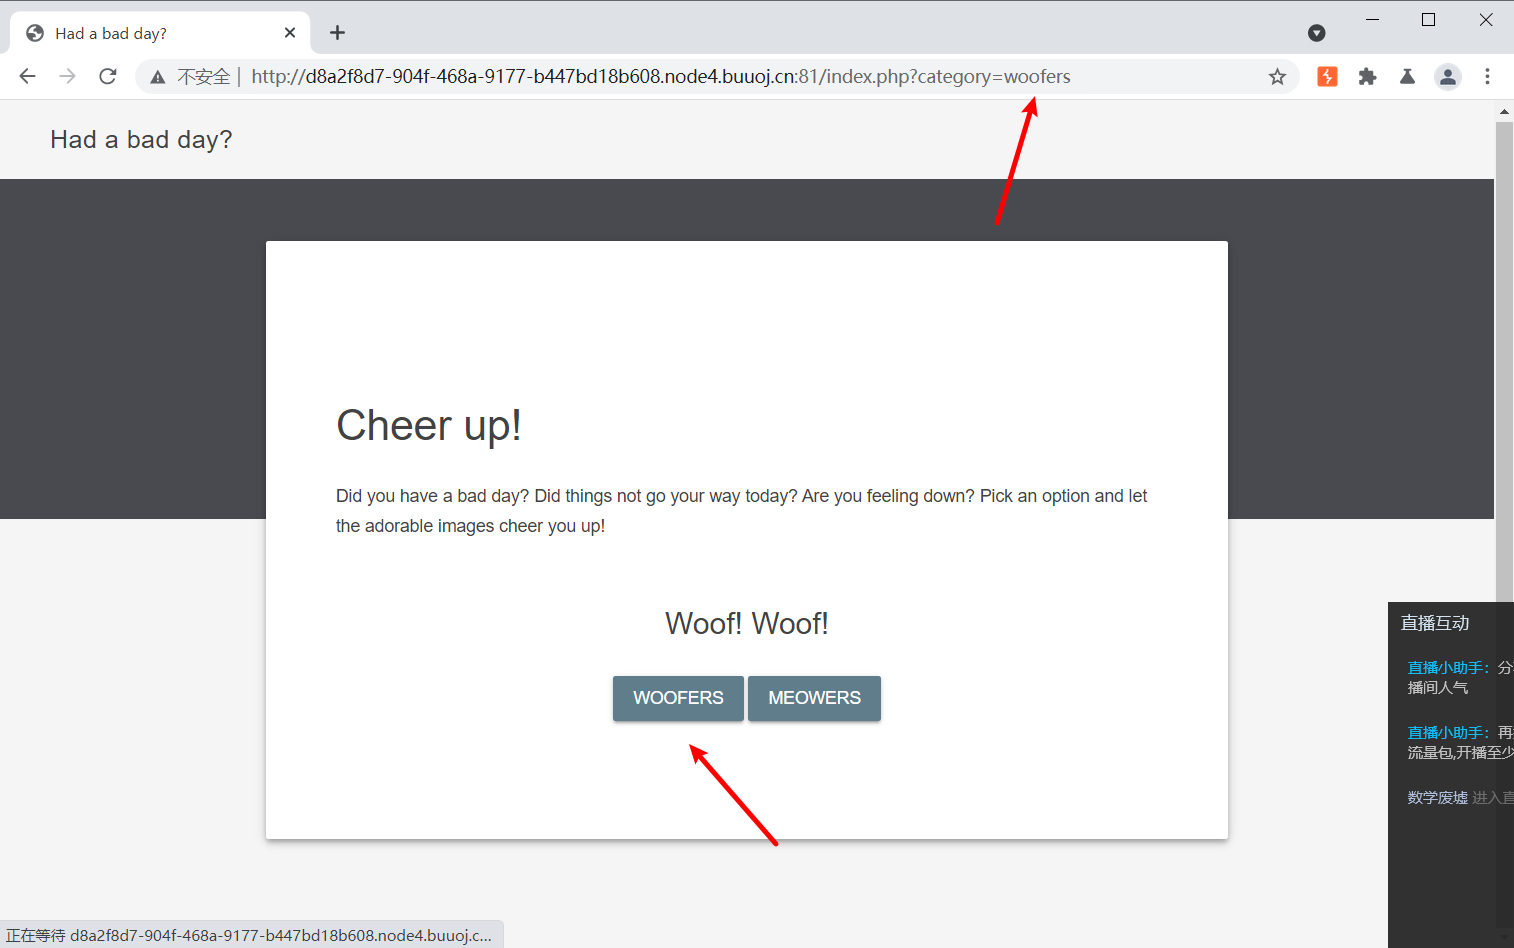 Had a bad day?
不安全 | http://d8a2f8d7-904f-468a-9177-b447bd18b608.node4.buuoj.cn:81/index.php?category=woofers
Had a bad day?
Cheer up!
Did you have a bad day? Did things not go your way today? Are you feeling down? Pick an option and let
the adorable images cheer you up!
Woof! Woof!
WOOFERS MEOWERS
直播互动
直播小助手：分
播间人气
直播小助手：再
流量包,开播至少
数学废墟 进入直
正在等待 d8a2f8d7-904f-468a-9177-b447bd18b608.node4.buuoj.c...